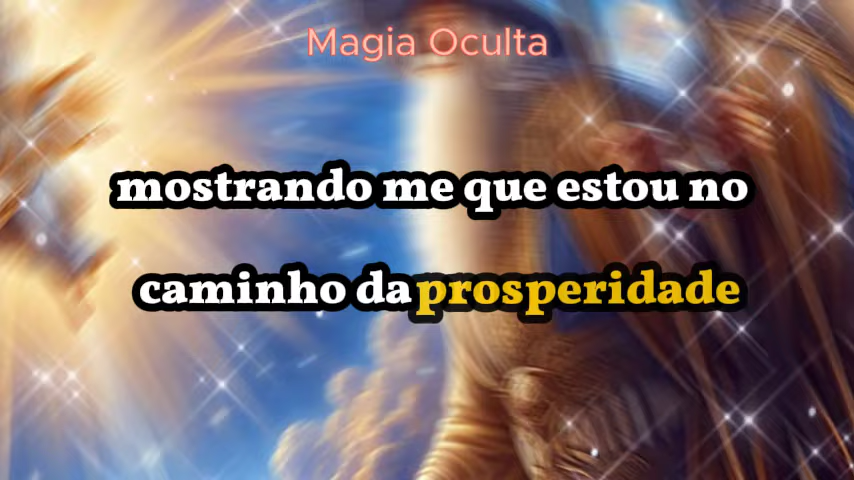 Magia Oculta
mostrando me que estou no
caminho da prosperidade